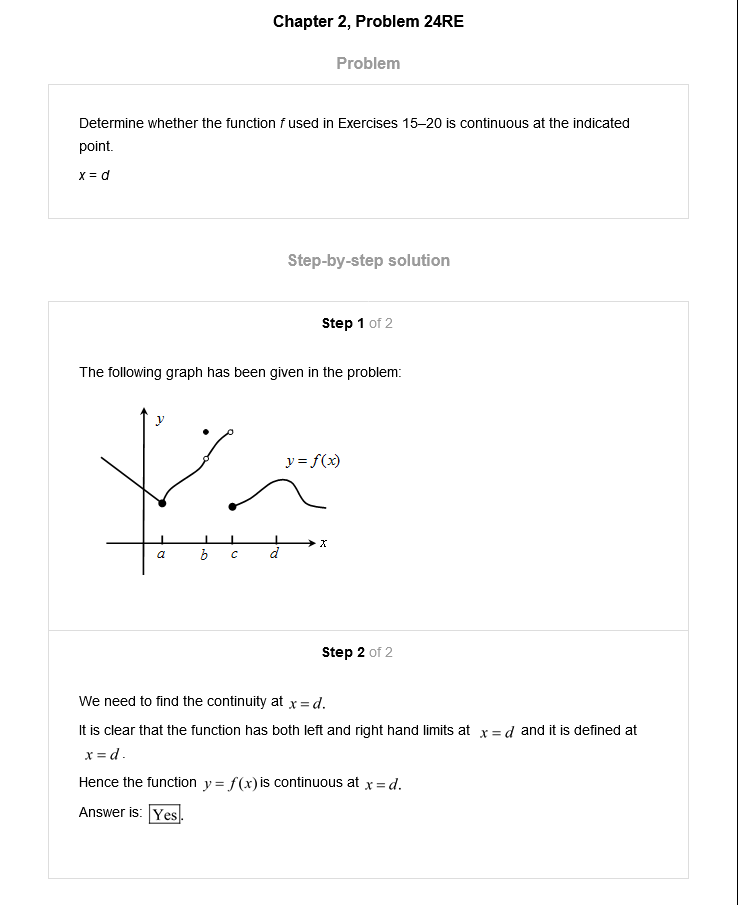 Chapter 2, Problem 24RE
Problem
Determine whether the function f used in Exercises 15–20 is continuous at the indicated
point.
x = d
Step-by-step solution
Step 1 of 2
The following graph has been given in the problem:
y
y = f(x)
x
a b c d
Step 2 of 2
We need to find the continuity at x = d.
It is clear that the function has both left and right hand limits at x = d and it is defined at
x = d.
Hence the function y = f(x) is continuous at x = d.
Answer is: Yes.